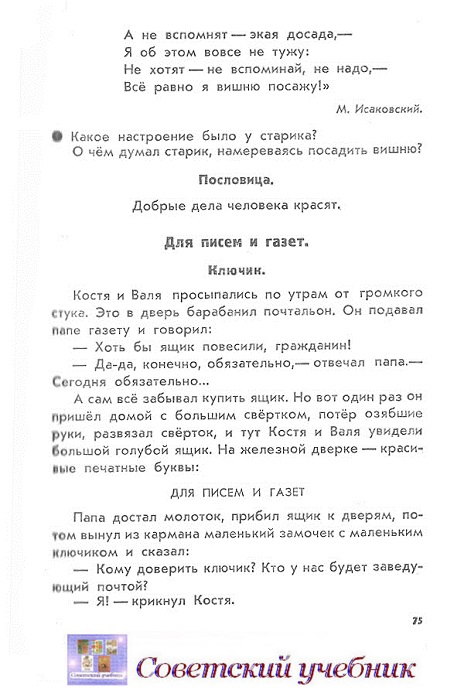 А не вспомнят — экая досада,—
Я об этом вовсе не тужу:
Не хотят — не вспоминай, не надо,—
Всё равно я вишню посажу!»
М. Исаковский.
● Какое настроение было у старика?
О чём думал старик, намереваясь посадить вишню?
Пословица.
Добрые дела человека красят.
Для писем и газет.
Ключик.
Костя и Валя просыпались по утрам от громкого
стука. Это в дверь барабанил почтальон. Он подавал
папе газету и говорил:
— Хоть бы ящик повесили, гражданин!
— Да-да, конечно, обязательно,— отвечал папа.—
Сегодня обязательно...
А сам всё забывал купить ящик. Но вот один раз он
пришёл домой с большим свёртком, потёр озябшие
руки, развязал свёрток, и тут Костя и Валя увидели
большой голубой ящик. На железной дверке — краси-
вые печатные буквы:
ДЛЯ ПИСЕМ И ГАЗЕТ
Папа достал молоток, прибил ящик к дверям, по-
том вынул из кармана маленький замочек с маленьким
ключиком и сказал:
— Кому доверить ключик? Кто у нас будет заведу-
ющий почтой?
— Я! — крикнул Костя.
75
Советский учебник
Советский учебник